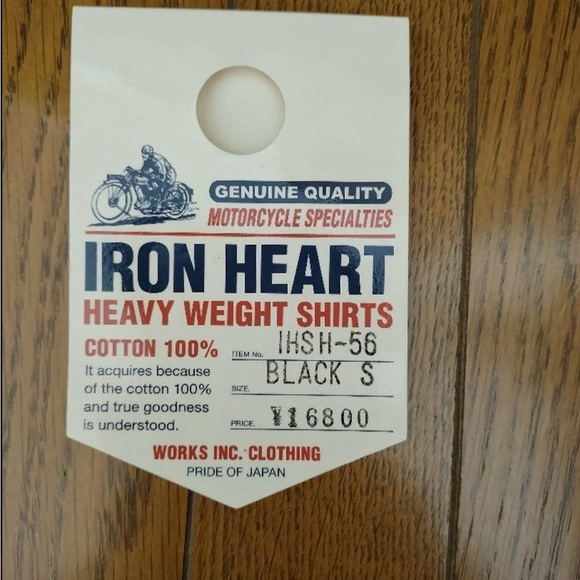 GENUINE QUALITY
MOTORCYCLE SPECIALTIES
IRON HEART
HEAVY WEIGHT SHIRTS
COTTON 100%
It acquires because
of the cotton 100%
and true goodness
is understood.
ITEM No. IHSH-56
BLACK S
SIZE.
PRICE. ¥16800
WORKS INC. CLOTHING
PRIDE OF JAPAN